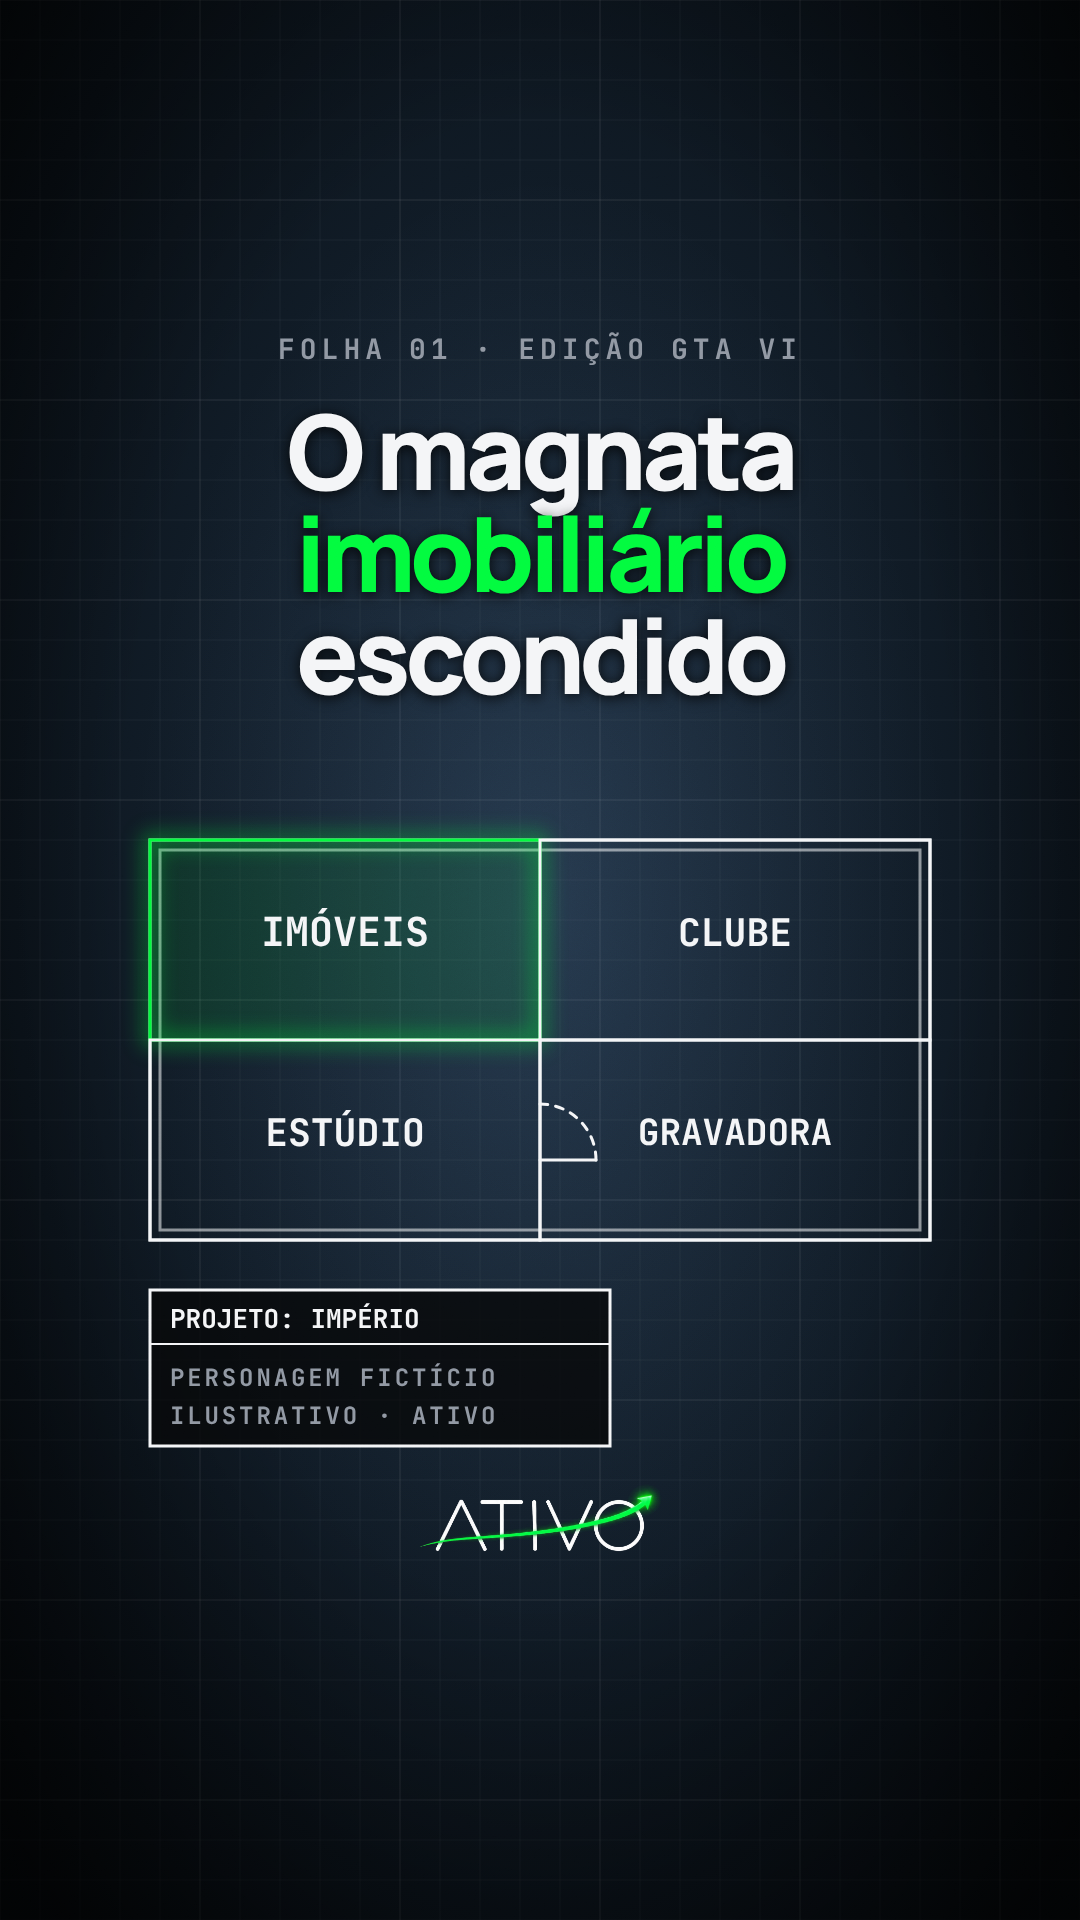 FOLHA 01 · EDIÇÃO GTA VI
O magnata
imobiliário
escondido
IMÓVEIS
CLUBE
ESTÚDIO
GRAVADORA
PROJETO: IMPÉRIO
PERSONAGEM FICTÍCIO
ILUSTRATIVO · ATIVO
ATIVO